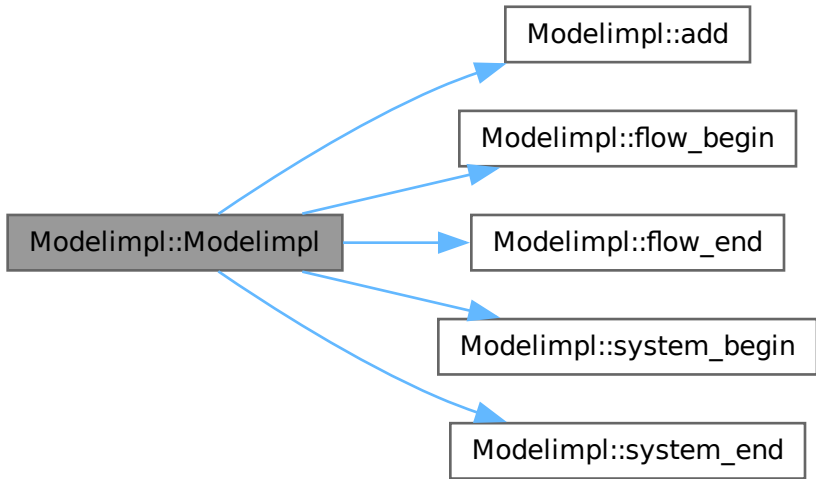 Modelimpl::add
Modelimpl::flow_begin
Modelimpl::Modelimpl
Modelimpl::flow_end
Modelimpl::system_begin
Modelimpl::system_end